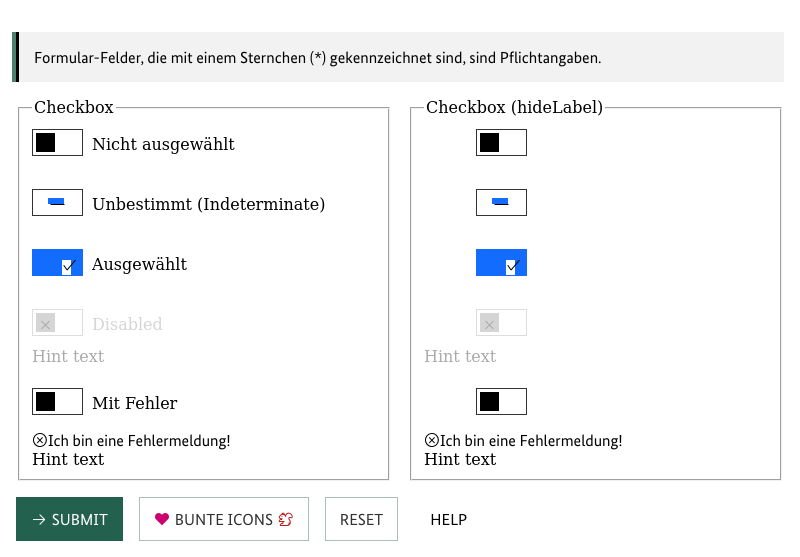 Formular-Felder, die mit einem Sternchen (*) gekennzeichnet sind, sind Pflichtangaben.
Checkbox
Nicht ausgewählt
Unbestimmt (Indeterminate)
Ausgewählt
Disabled
Hint text
Mit Fehler
Ich bin eine Fehlermeldung!
Hint text
Checkbox (hideLabel)
Hint text
Ich bin eine Fehlermeldung!
Hint text
SUBMIT
BUNTE ICONS
RESET
HELP